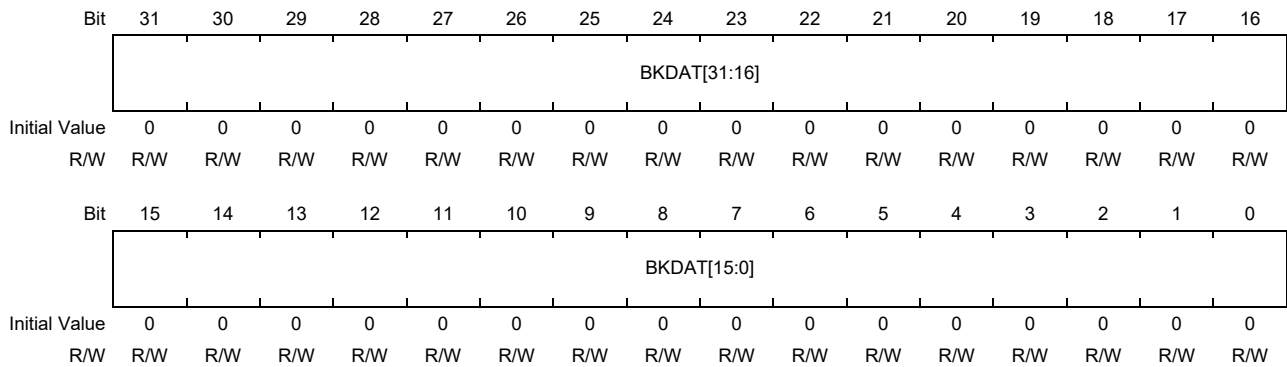 Bit 31 30 29 28 27 26 25 24 23 22 21 20 19 18 17 16
BKDAT[31:16]
Initial Value 0 0 0 0 0 0 0 0 0 0 0 0 0 0 0 0
R/W R/W R/W R/W R/W R/W R/W R/W R/W R/W R/W R/W R/W R/W R/W R/W R/W
Bit 15 14 13 12 11 10 9 8 7 6 5 4 3 2 1 0
BKDAT[15:0]
Initial Value 0 0 0 0 0 0 0 0 0 0 0 0 0 0 0 0
R/W R/W R/W R/W R/W R/W R/W R/W R/W R/W R/W R/W R/W R/W R/W R/W R/W